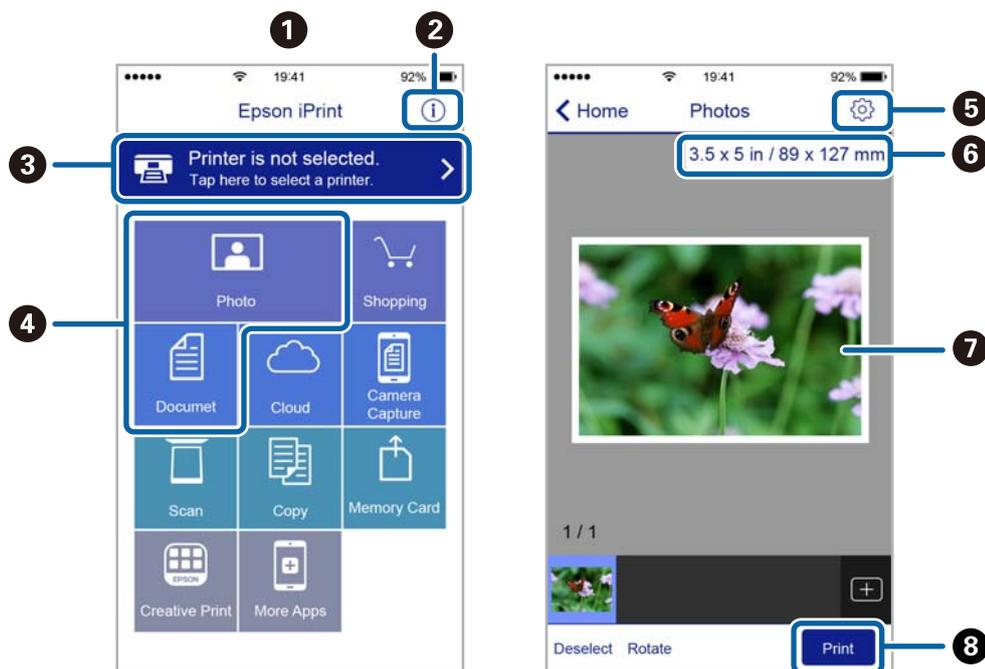 1
2
19:41
92%
Epson iPrint
i
3
Printer is not selected.
Tap here to select a printer.
4
Photo
Shopping
Documet
Cloud
Camera
Capture
Scan
Copy
Memory Card
EPSON
Creative Print
More Apps
19:41
92%
Home
Photos
5
3.5 x 5 in / 89 x 127 mm
6
7
1 / 1
Deselect
Rotate
Print
8